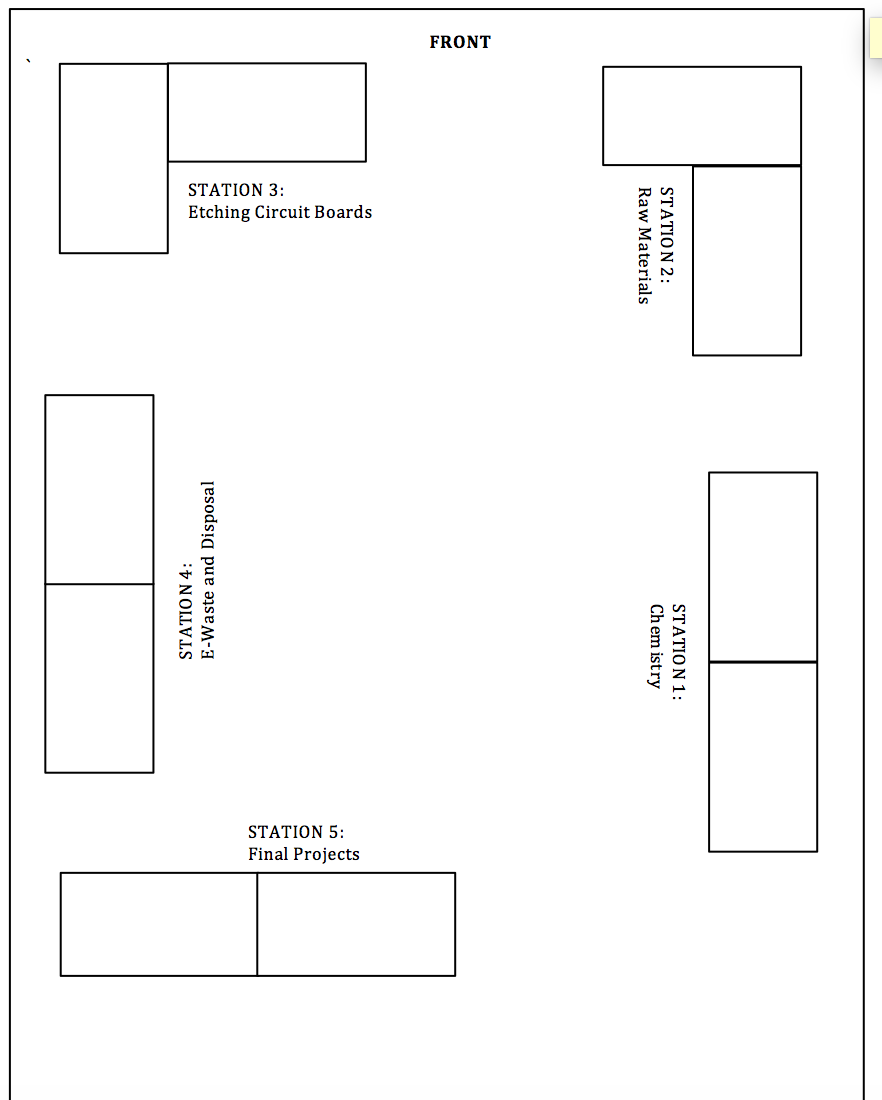 FRONT
`
STATION 3:
Etching Circuit Boards
STATION 2:
Raw Materials
STATION 4:
E-Waste and Disposal
STATION 1:
Chemistry
STATION 5:
Final Projects